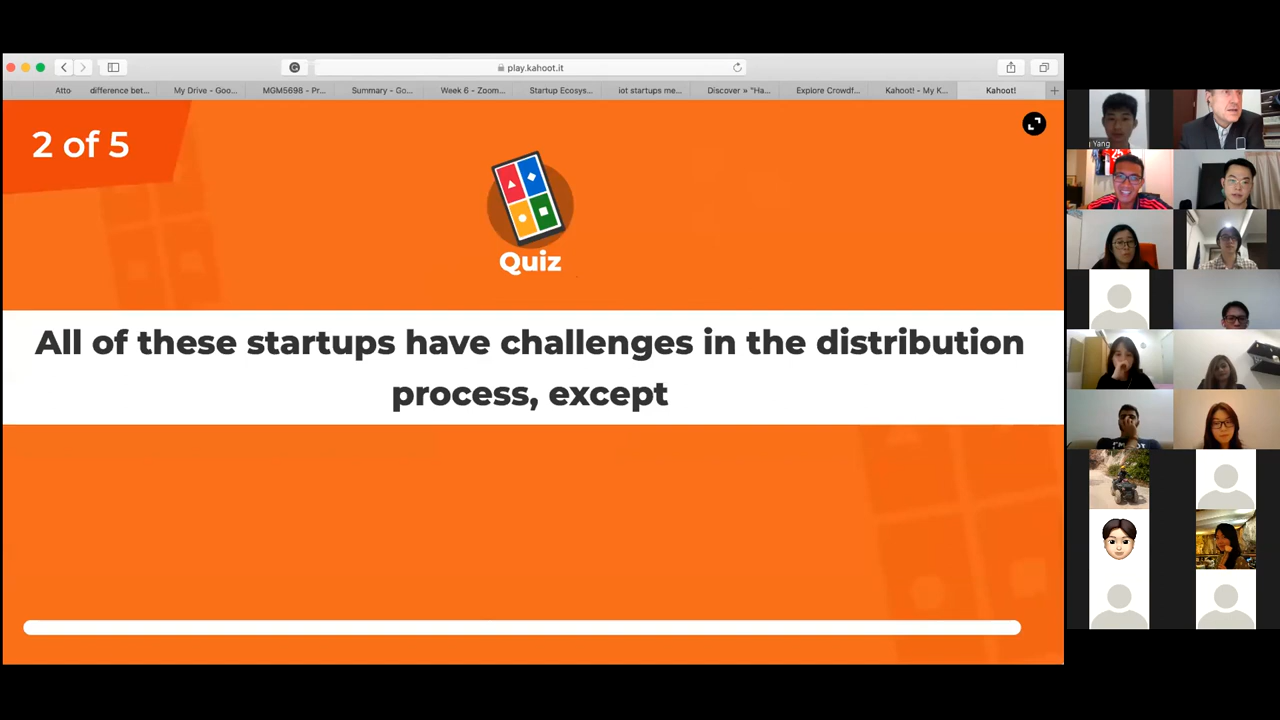 play.kahoot.it
Atto
difference bet...
My Drive - Goo...
MGM5698 - Pr...
Summary - Go...
Week 6 - Zoom...
Startup Ecosys...
iot startups me...
Discover » "Ha...
Explore Crowdf...
Kahoot! - My K...
Kahoot!
2 of 5
Quiz
All of these startups have challenges in the distribution
process, except
Yang